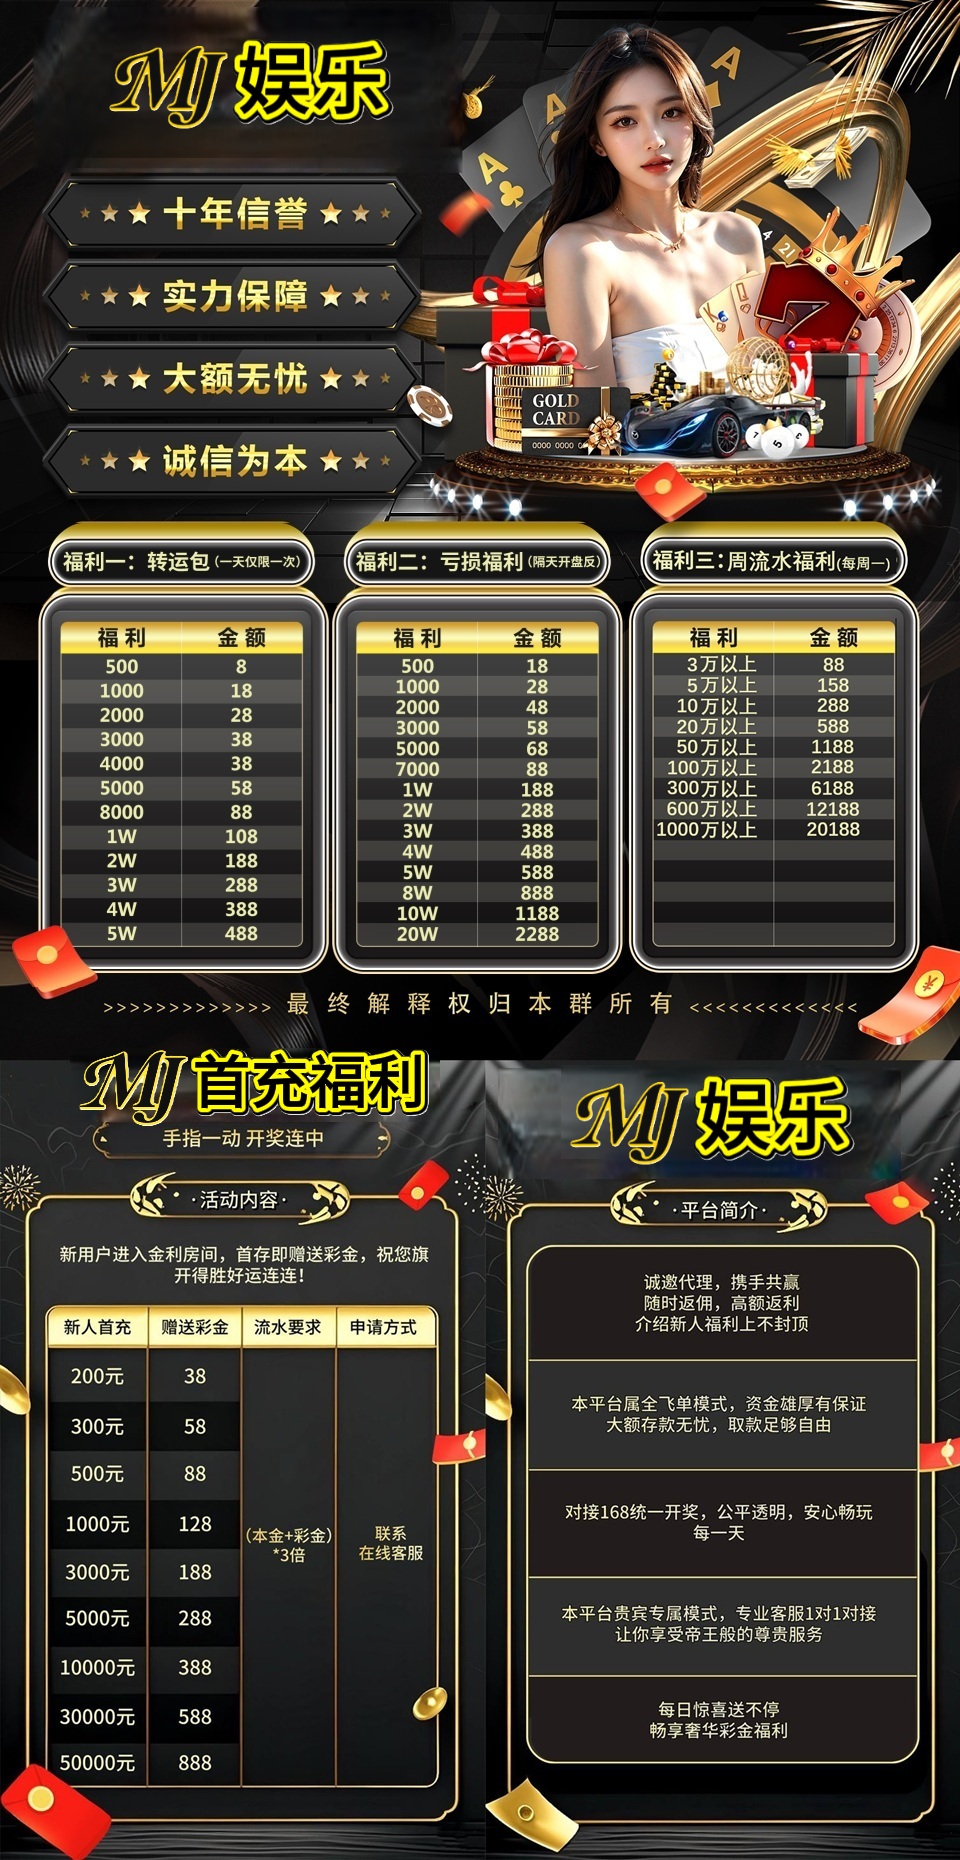 MJ 娱乐
十年信誉
实力保障
大额无忧
诚信为本
A
A
A
A
4 21
K
7
GOLD
CARD
0000 0000
1 5
福利一：转运包(一天仅限一次)
福利 金额
500 8
1000 18
2000 28
3000 38
4000 38
5000 58
8000 88
1W 108
2W 188
3W 288
4W 388
5W 488
福利二：亏损福利(隔天开盘反)
福利 金额
500 18
1000 28
2000 48
3000 58
5000 68
7000 88
1W 188
2W 288
3W 388
4W 488
5W 588
8W 888
10W 1188
20W 2288
福利三:周流水福利(每周一)
福利 金额
3万以上 88
5万以上 158
10万以上 288
20万以上 588
50万以上 1188
100万以上 2188
300万以上 6188
600万以上 12188
1000万以上 20188
>>>>>>>>>>>>> 最终解释权归本群所有 <<<<<<<<<<<<<
¥
MJ 首充福利
手指一动 开奖连中
·活动内容·
新用户进入金利房间，首存即赠送彩金，祝您旗
开得胜好运连连！
新人首充 赠送彩金 流水要求 申请方式
200元 38
300元 58
500元 88
1000元 128
3000元 188
5000元 288
10000元 388
30000元 588
50000元 888
(本金+彩金)
*3倍
联系
在线客服
MJ 娱乐
·平台简介·
诚邀代理，携手共赢
随时返佣，高额返利
介绍新人福利上不封顶
本平台属全飞单模式，资金雄厚有保证
大额存款无忧，取款足够自由
对接168统一开奖，公平透明，安心畅玩
每一天
本平台贵宾专属模式，专业客服1对1对接
让你享受帝王般的尊贵服务
每日惊喜送不停
畅享奢华彩金福利